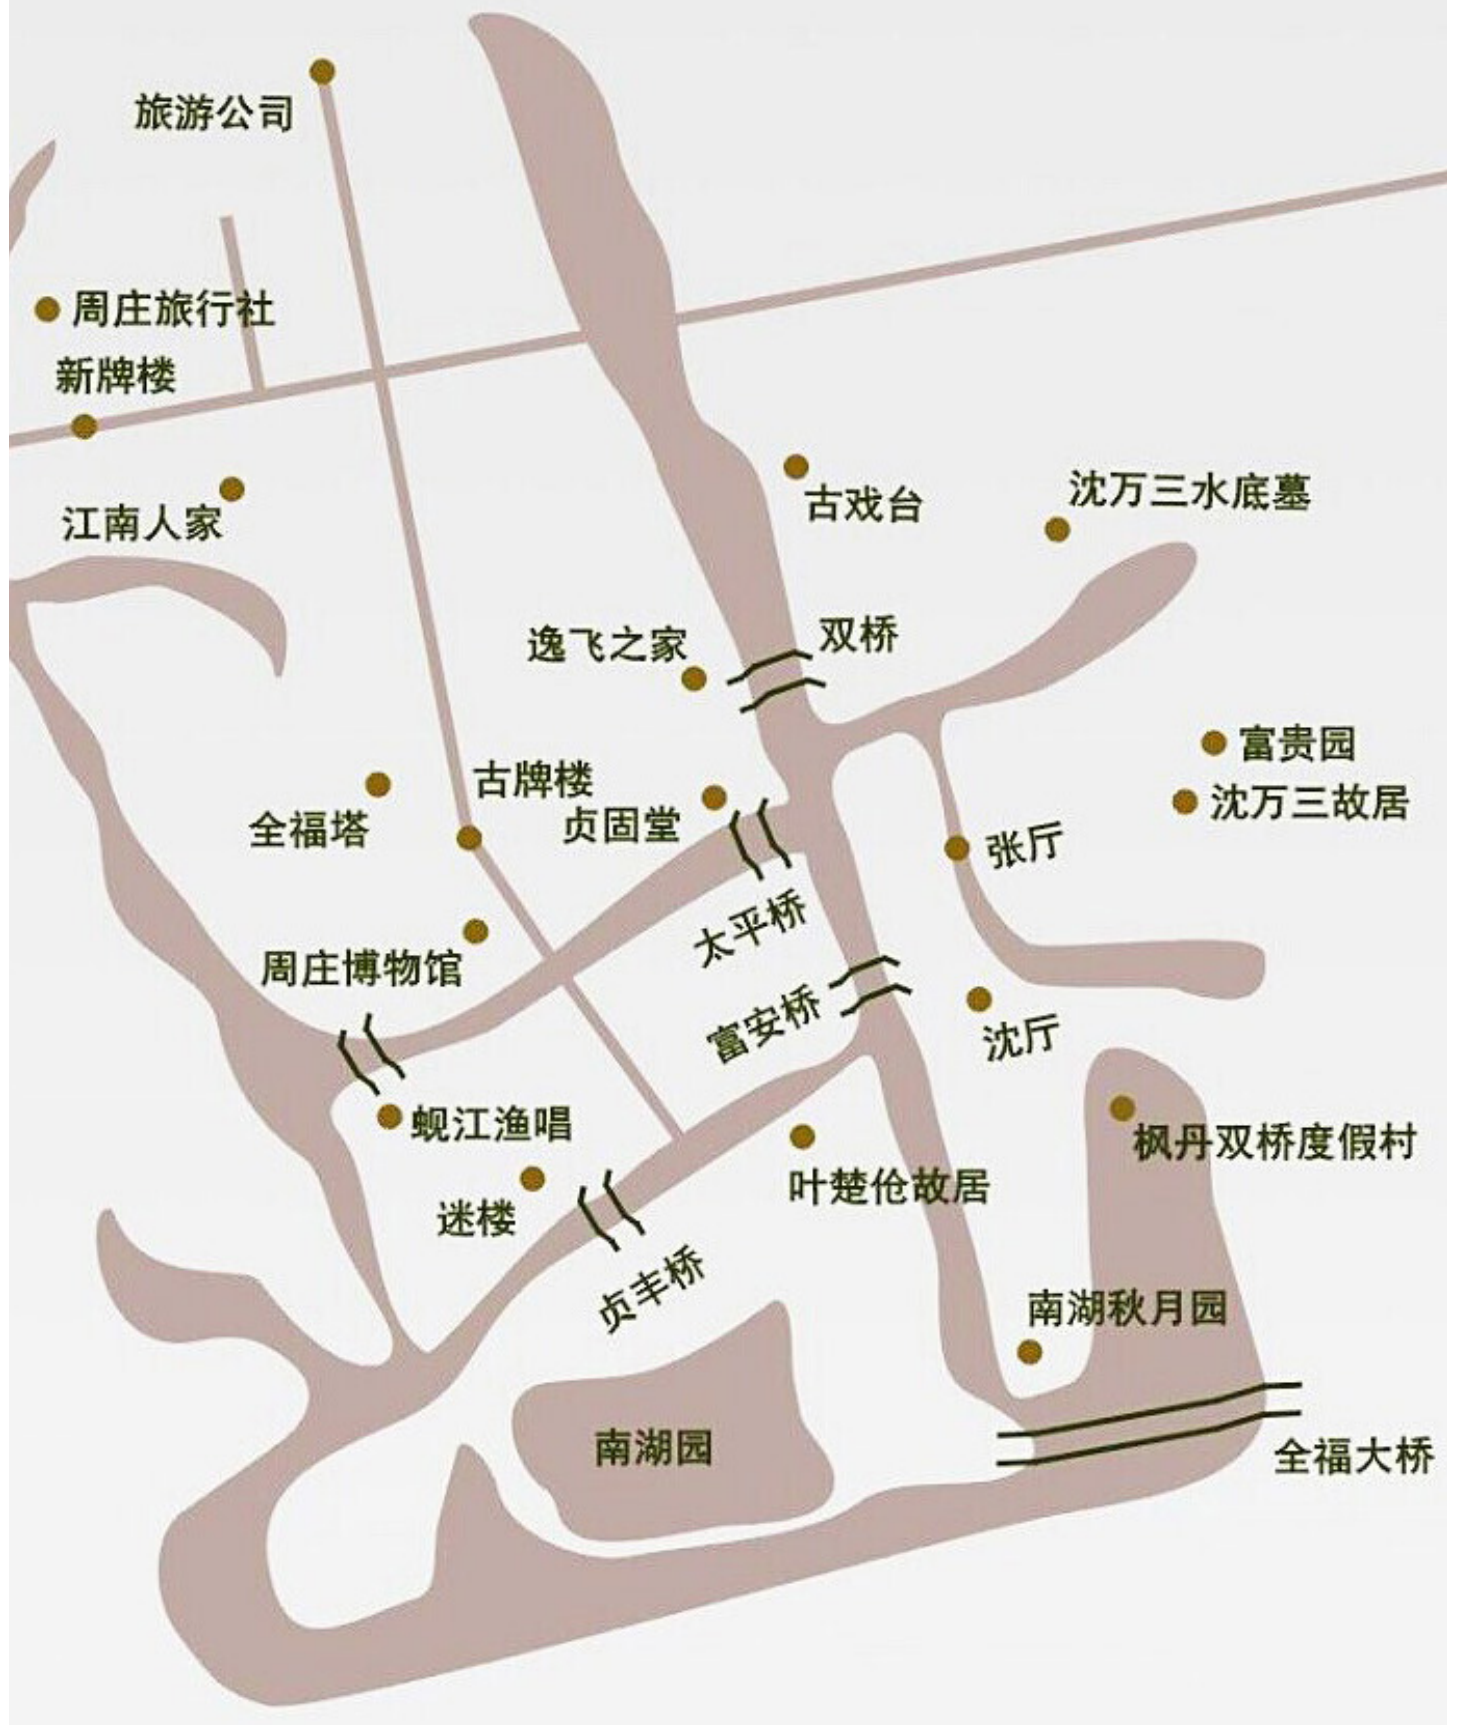 旅游公司
周庄旅行社
新牌楼
江南人家
古戏台
沈万三水底墓
逸飞之家
双桥
富贵园
沈万三故居
古牌楼
全福塔
贞固堂
张厅
太平桥
周庄博物馆
富安桥
沈厅
蚬江渔唱
枫丹双桥度假村
叶楚伧故居
迷楼
贞丰桥
南湖秋月园
南湖园
全福大桥